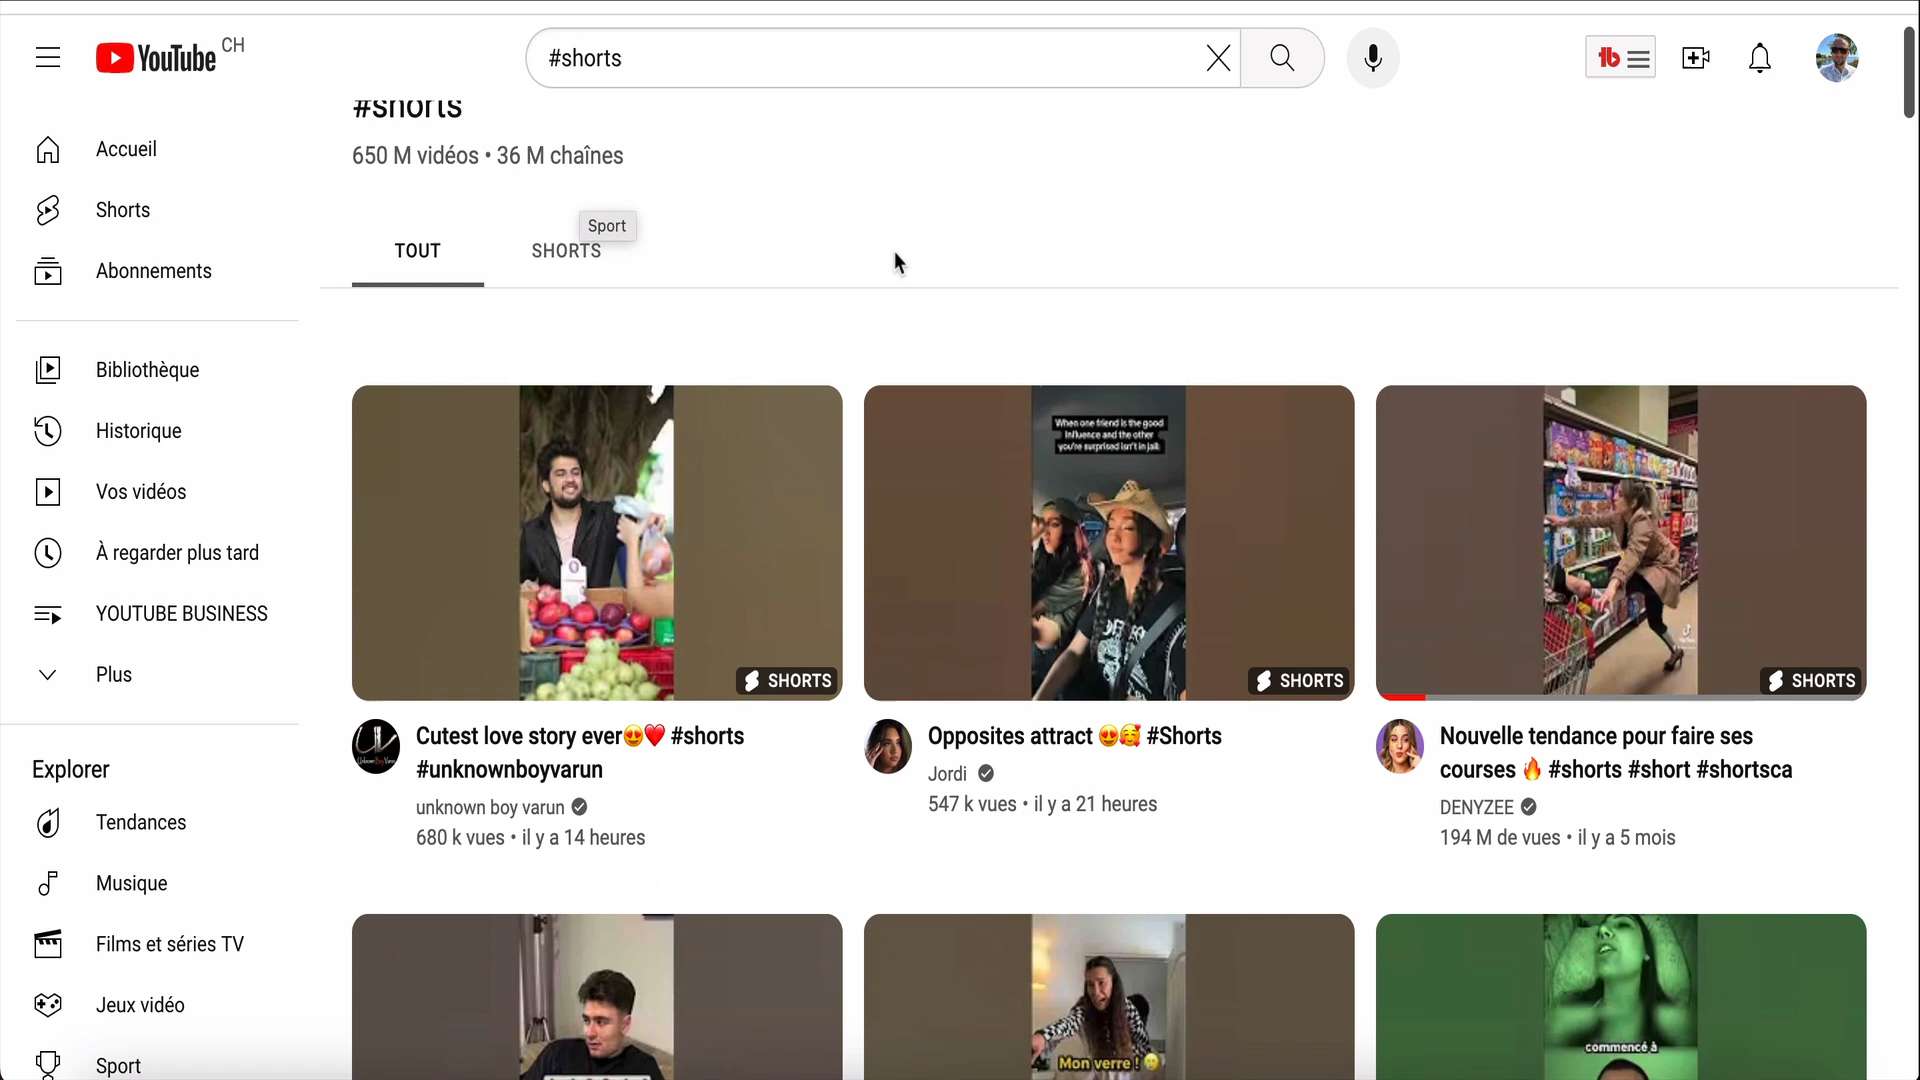 YouTube CH
#shorts
Accueil
Shorts
Abonnements
Bibliothèque
Historique
Vos vidéos
À regarder plus tard
YOUTUBE BUSINESS
Plus
Explorer
Tendances
Musique
Films et séries TV
Jeux vidéo
Sport
#shorts
650 M vidéos • 36 M chaînes
Sport
TOUT
SHORTS
SHORTS
Cutest love story ever😍❤️ #shorts
#unknownboyvarun
unknown boy varun
680 k vues • il y a 14 heures
When one friend is the good
influence and the other
you're surprised isn't in jail
SHORTS
Opposites attract 😍🥰 #Shorts
Jordi
547 k vues • il y a 21 heures
SHORTS
Nouvelle tendance pour faire ses
courses 🔥 #shorts #short #shortsca
DENYZEE
194 M de vues • il y a 5 mois
Mon verre ! 🤫
commencé à